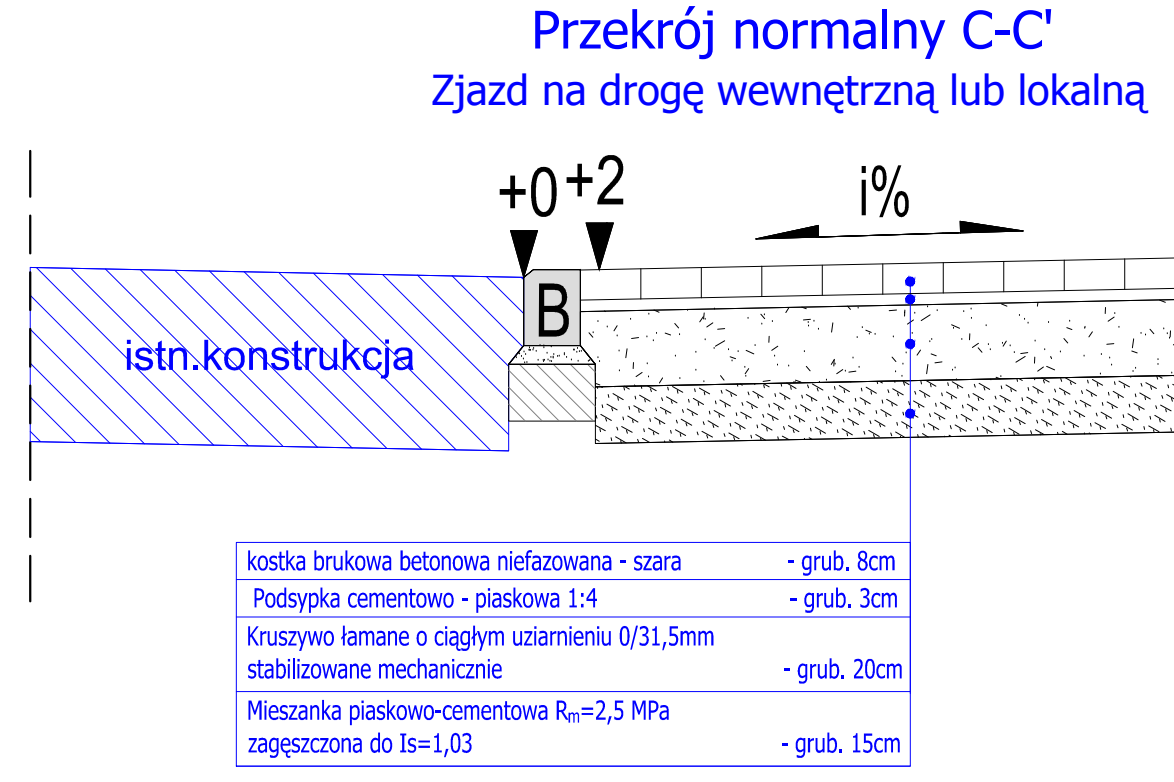 Przekrój normalny C-C'
Zjazd na drogę wewnętrzną lub lokalną
+0 +2 i%
B
istn.konstrukcja
kostka brukowa betonowa niefazowana - szara - grub. 8cm
Podsypka cementowo - piaskowa 1:4 - grub. 3cm
Kruszywo łamane o ciągłym uziarnieniu 0/31,5mm
stabilizowane mechanicznie - grub. 20cm
Mieszanka piaskowo-cementowa Rm=2,5 MPa
zagęszczona do Is=1,03 - grub. 15cm